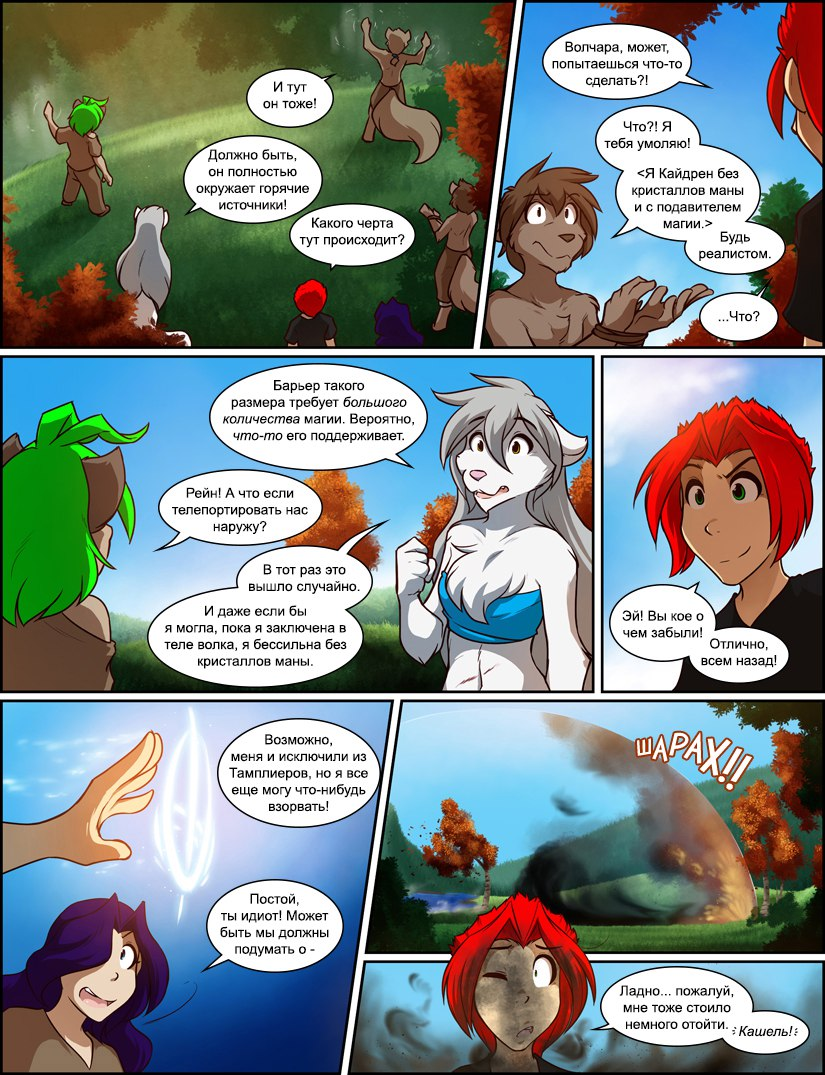 И тут
он тоже!
Должно быть,
он полностью
окружает горячие
источники!
Какого черта
тут происходит?
Волчара, может,
попытаешься что-то
сделать?!
Что?! Я
тебя умоляю!
<Я Кайдрен без
кристаллов маны
и с подавителем
магии.>
Будь
реалистом.
...Что?
Барьер такого
размера требует большого
количества магии. Вероятно,
что-то его поддерживает.
Рейн! А что если
телепортировать нас
наружу?
В тот раз это
вышло случайно.
И даже если бы
я могла, пока я заключена в
теле волка, я бессильна без
кристаллов маны.
Эй! Вы кое о
чем забыли!
Отлично,
всем назад!
Возможно,
меня и исключили из
Тамплиеров, но я все
еще могу что-нибудь
взорвать!
Постой,
ты идиот! Может
быть мы должны
подумать о -
ШАРАХ!!
Ладно... пожалуй,
мне тоже стоило
немного отойти.
Кашель!